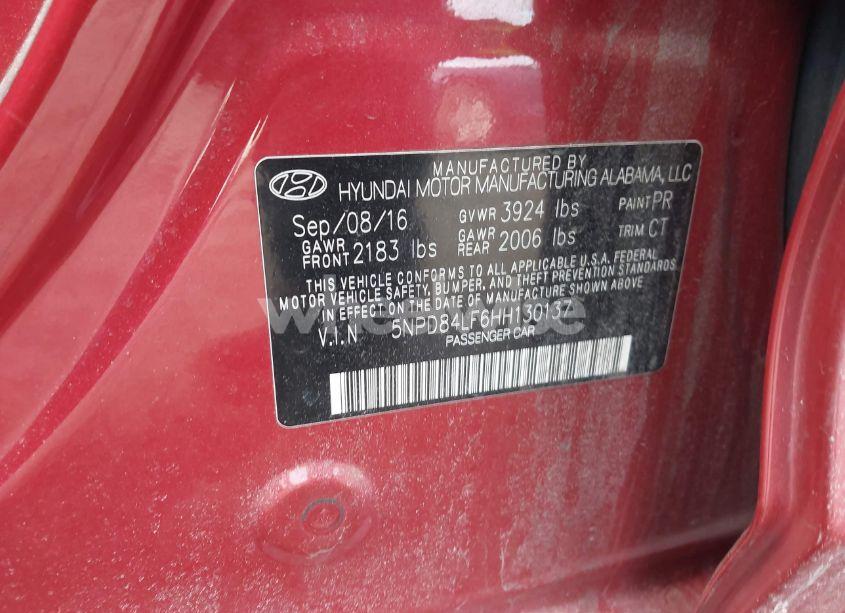 MANUFACTURED BY
HYUNDAI MOTOR MANUFACTURING ALABAMA, LLC
Sep/08/16 GVWR 3924 lbs PAINT PR
GAWR FRONT 2183 lbs GAWR REAR 2006 lbs TRIM CT
THIS VEHICLE CONFORMS TO ALL APPLICABLE U.S.A. FEDERAL
MOTOR VEHICLE SAFETY, BUMPER, AND THEFT PREVENTION STANDARDS
IN EFFECT ON THE DATE OF MANUFACTURE SHOWN ABOVE
V.I.N 5NPD84LF6HH130137
PASSENGER CAR